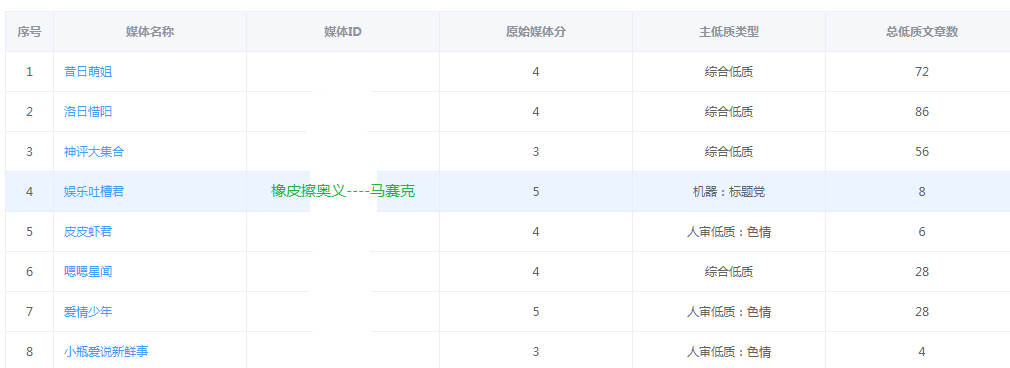 序号 媒体名称 媒体ID 原始媒体分 主低质类型 总低质文章数
1 昔日萌姐 4 综合低质 72
2 洛日惜阳 4 综合低质 86
3 神评大集合 3 综合低质 56
4 娱乐吐槽君 橡皮擦奥义----马赛克 5 机器：标题党 8
5 皮皮虾君 4 人审低质：色情 6
6 嗯嗯星闻 4 综合低质 28
7 爱情少年 5 人审低质：色情 28
8 小瓶爱说新鲜事 3 人审低质：色情 4